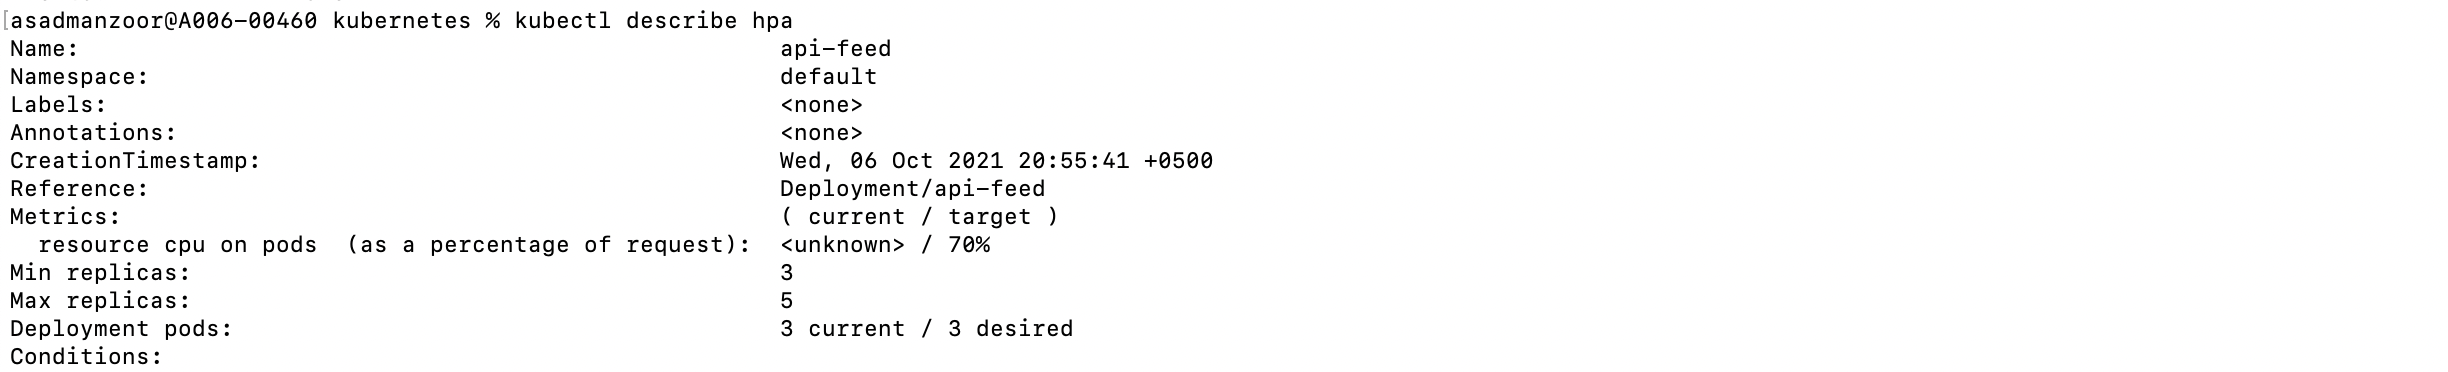 [asadmanzoor@A006-00460 kubernetes % kubectl describe hpa
Name:                                                  api-feed
Namespace:                                             default
Labels:                                                <none>
Annotations:                                           <none>
CreationTimestamp:                                     Wed, 06 Oct 2021 20:55:41 +0500
Reference:                                             Deployment/api-feed
Metrics:                                               ( current / target )
  resource cpu on pods  (as a percentage of request):  <unknown> / 70%
Min replicas:                                          3
Max replicas:                                          5
Deployment pods:                                       3 current / 3 desired
Conditions: